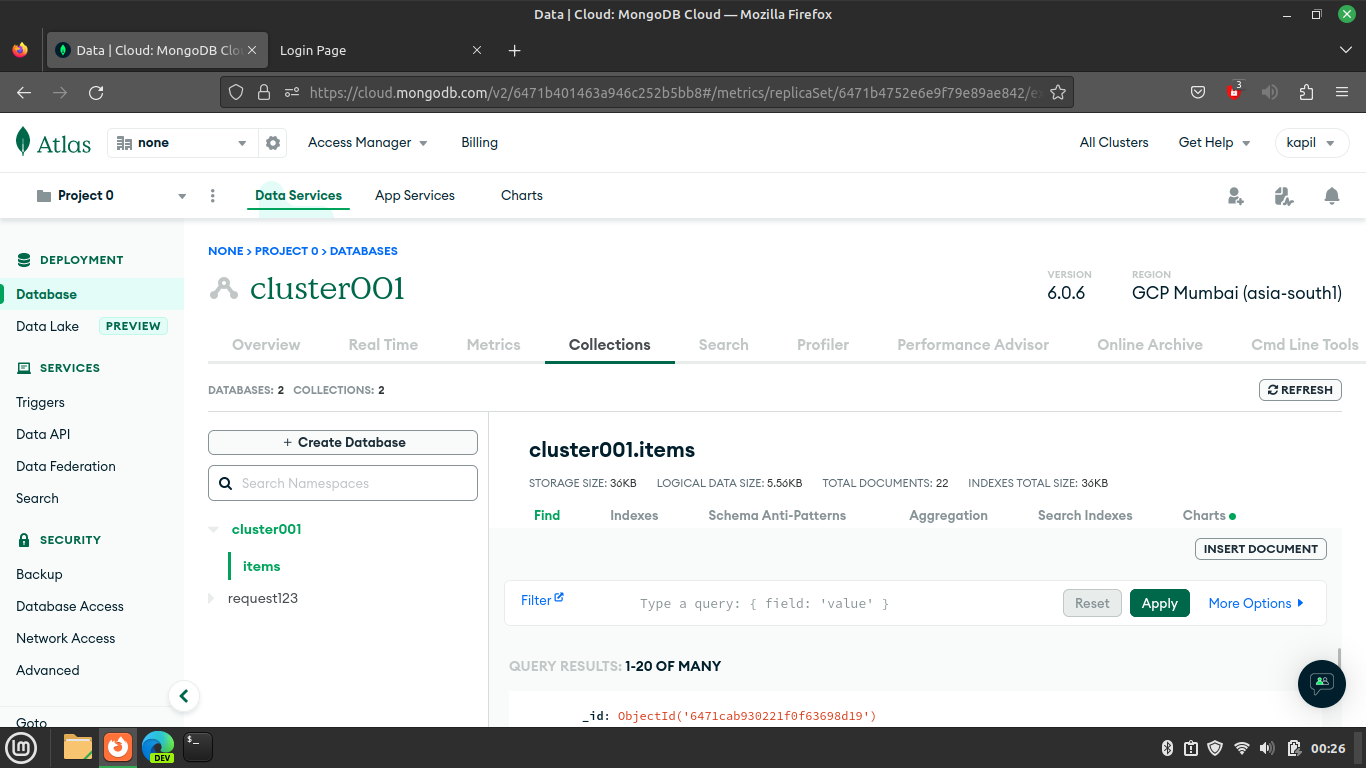 Data | Cloud: MongoDB Cloud — Mozilla Firefox
Data | Cloud: MongoDB Clo
Login Page
https://cloud.mongodb.com/v2/6471b401463a946c252b5bb8#/metrics/replicaSet/6471b4752e6e9f79e89ae842/ex
3
Atlas
none
Access Manager
Billing
All Clusters
Get Help
kapil
Project 0
Data Services
App Services
Charts
DEPLOYMENT
Database
Data Lake PREVIEW
SERVICES
Triggers
Data API
Data Federation
Search
SECURITY
Backup
Database Access
Network Access
Advanced
Goto
NONE > PROJECT 0 > DATABASES
cluster001
VERSION
6.0.6
REGION
GCP Mumbai (asia-south1)
Overview
Real Time
Metrics
Collections
Search
Profiler
Performance Advisor
Online Archive
Cmd Line Tools
DATABASES: 2 COLLECTIONS: 2
REFRESH
+ Create Database
Search Namespaces
cluster001
items
request123
cluster001.items
STORAGE SIZE: 36KB LOGICAL DATA SIZE: 5.56KB TOTAL DOCUMENTS: 22 INDEXES TOTAL SIZE: 36KB
Find
Indexes
Schema Anti-Patterns
Aggregation
Search Indexes
Charts
INSERT DOCUMENT
Filter
Type a query: { field: 'value' }
Reset
Apply
More Options
QUERY RESULTS: 1-20 OF MANY
_id: ObjectId('6471cab930221f0f63698d19')
DEV
$_
00:26